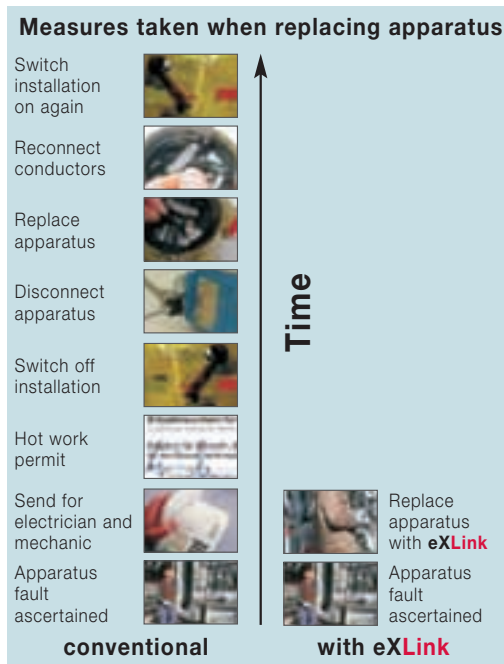 Measures taken when replacing apparatus
Switch
installation
on again
Reconnect
conductors
Replace
apparatus
Disconnect
apparatus
Switch off
installation
Hot work
permit
Send for
electrician and
mechanic
Apparatus
fault
ascertained
conventional
Time
Replace
apparatus
with eXLink
Apparatus
fault
ascertained
with eXLink